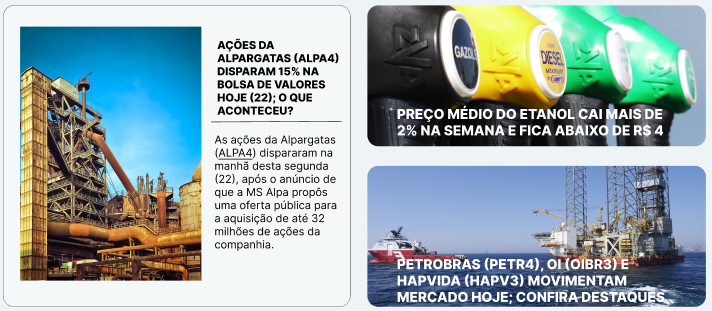 AÇÕES DA
ALPARGATAS (ALPA4)
DISPARAM 15% NA
BOLSA DE VALORES
HOJE (22); O QUE
ACONTECEU?
As ações da Alpargatas
(ALPA4) dispararam na
manhã desta segunda
(22), após o anúncio de
que a MS Alpa propôs
uma oferta pública para
a aquisição de até 32
milhões de ações da
companhia.
DIESEL
PREÇO MÉDIO DO ETANOL CAI MAIS DE
2% NA SEMANA E FICA ABAIXO DE R$ 4
PETROBRAS (PETR4), OI (OIBR3) E
HAPVIDA (HAPV3) MOVIMENTAM
MERCADO HOJE; CONFIRA DESTAQUES